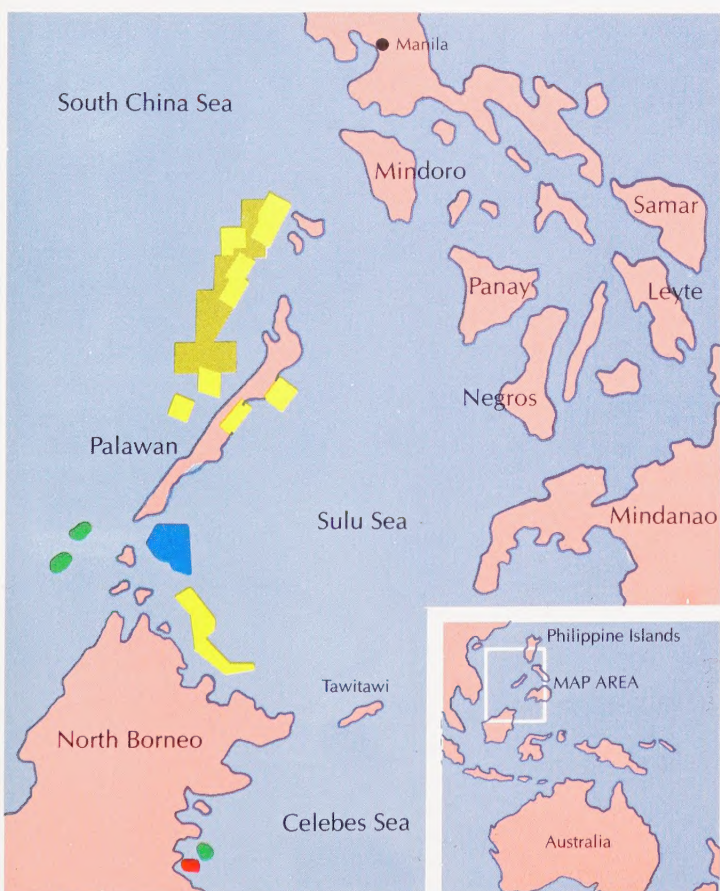 Manila
South China Sea
Mindoro
Samar
Panay
Leyte
Negros
Palawan
Sulu Sea
Mindanao
Philippine Islands
MAP AREA
Tawitawi
North Borneo
Celebes Sea
Australia